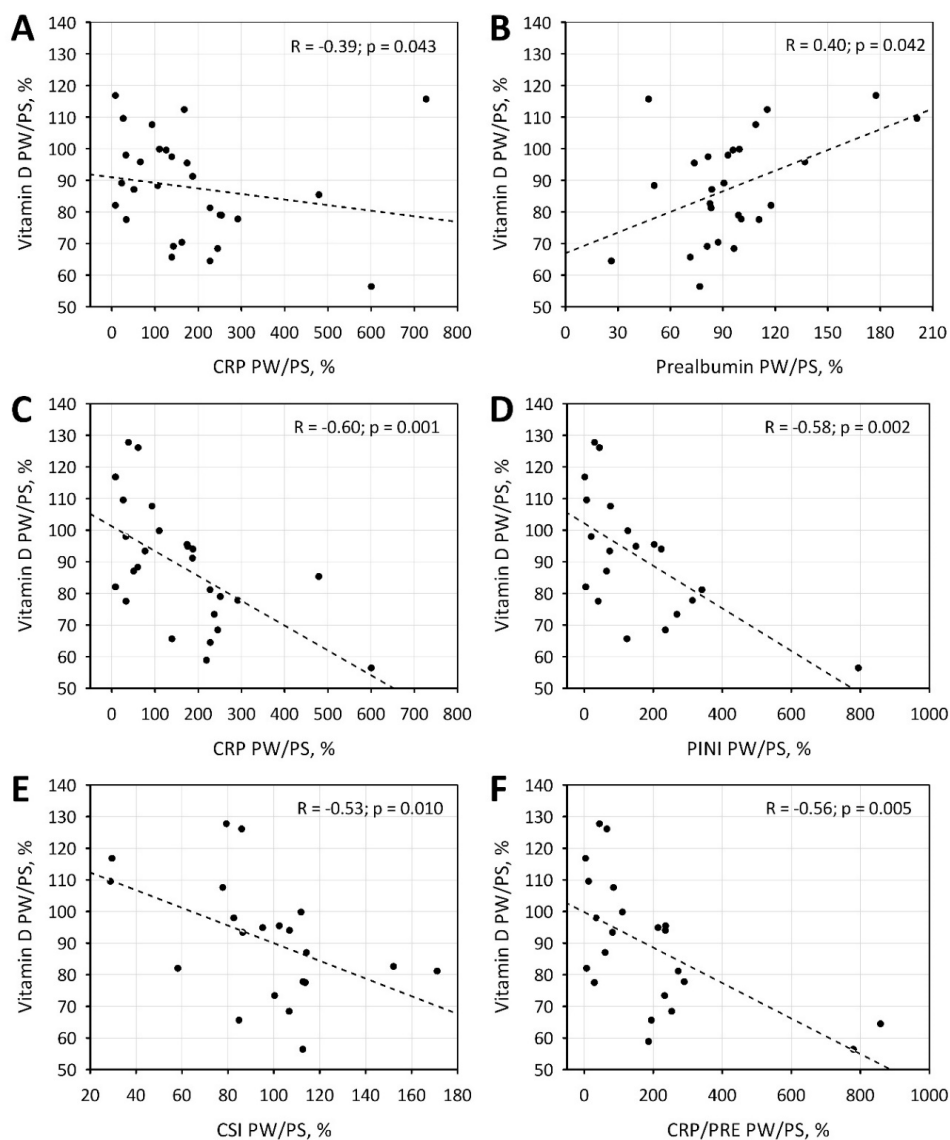 A
R = -0.39; p = 0.043
Vitamin D PW/PS, %
140
130
120
110
100
90
80
70
60
50
0 100 200 300 400 500 600 700 800
CRP PW/PS, %
B
R = 0.40; p = 0.042
Vitamin D PW/PS, %
140
130
120
110
100
90
80
70
60
50
0 30 60 90 120 150 180 210
Prealbumin PW/PS, %
C
R = -0.60; p = 0.001
Vitamin D PW/PS, %
140
130
120
110
100
90
80
70
60
50
0 100 200 300 400 500 600 700 800
CRP PW/PS, %
D
R = -0.58; p = 0.002
Vitamin D PW/PS, %
140
130
120
110
100
90
80
70
60
50
0 200 400 600 800 1000
PINI PW/PS, %
E
R = -0.53; p = 0.010
Vitamin D PW/PS, %
140
130
120
110
100
90
80
70
60
50
20 40 60 80 100 120 140 160 180
CSI PW/PS, %
F
R = -0.56; p = 0.005
Vitamin D PW/PS, %
140
130
120
110
100
90
80
70
60
50
0 200 400 600 800 1000
CRP/PRE PW/PS, %